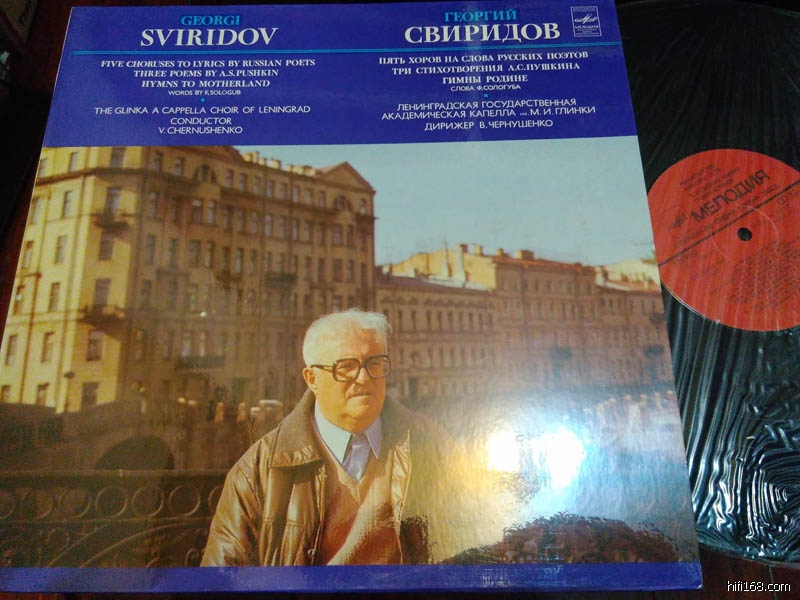 GEORGI
SVIRIDOV
FIVE CHORUSES TO LYRICS BY RUSSIAN POETS
THREE POEMS BY A.S.PUSHKIN
HYMNS TO MOTHERLAND
WORDS BY F.SOLOGUB
THE GLINKA A CAPPELLA CHOIR OF LENINGRAD
CONDUCTOR
V. CHERNUSHENKO
ГЕОРГИЙ
СВИРИДОВ
ПЯТЬ ХОРОВ НА СЛОВА РУССКИХ ПОЭТОВ
ТРИ СТИХОТВОРЕНИЯ А.С.ПУШКИНА
ГИМНЫ РОДИНЕ
СЛОВА Ф.СОЛОГУБА
ЛЕНИНГРАДСКАЯ ГОСУДАРСТВЕННАЯ
АКАДЕМИЧЕСКАЯ КАПЕЛЛА им. М. И. ГЛИНКИ
ДИРИЖЕР В. ЧЕРНУШЕНКО
МЕЛОДИЯ
МЕЛОДИЯ
hifi168.com